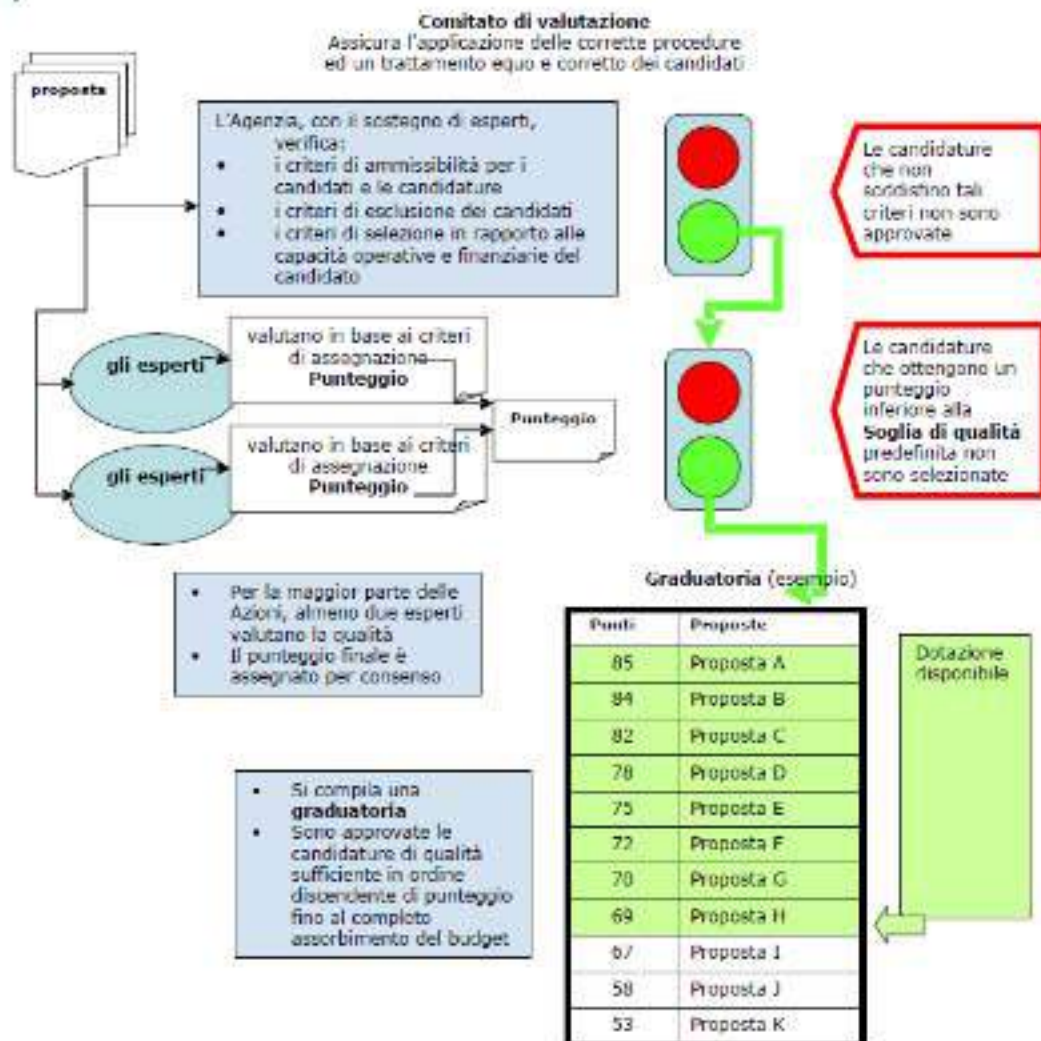 Comitato di valutazione
Assicura l'applicazione delle corrette procedure
ed un trattamento equo e corretto dei candidati
proposta
L'Agenzia, con il sostegno di esperti,
verifica:
• i criteri di ammissibilità per i
candidati e le candidature
• i criteri di esclusione dei candidati
• i criteri di selezione in rapporto alle
capacità operative e finanziarie del
candidato
Le candidature
che non
soddisfino tali
criteri non sono
approvate
gli esperti
valutano in base ai criteri
di assegnazione
Punteggio
gli esperti
valutano in base ai criteri
di assegnazione
Punteggio
Punteggio
Le candidature
che ottengono un
punteggio
inferiore alla
Soglia di qualità
predefinita non
sono selezionate
• Per la maggior parte delle
Azioni, almeno due esperti
valutano la qualità
• Il punteggio finale è
assegnato per consenso
• Si compila una
graduatoria
• Sono approvate le
candidature di qualità
sufficiente in ordine
discendente di punteggio
fino al completo
assorbimento del budget
Graduatoria (esempio)
Punti Proposte
85 Proposta A
84 Proposta B
82 Proposta C
78 Proposta D
75 Proposta E
72 Proposta F
70 Proposta G
69 Proposta H
67 Proposta I
58 Proposta J
53 Proposta K
Dotazione
disponibile